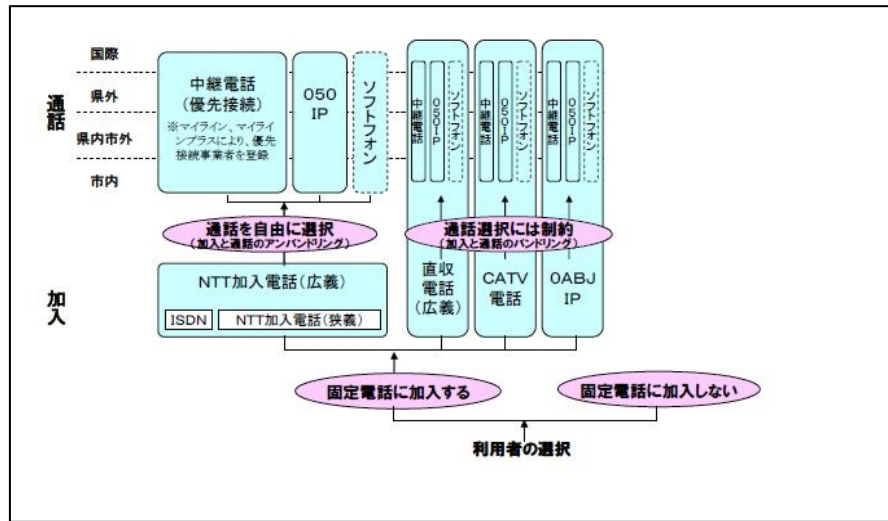 国際
県外
県内市外
市内
通話
中継電話
(優先接続)
※マイライン、マイライ
ンプラスにより、優先
接続事業者を登録
050
IP
ソフトフォン
中継電話
050IP
ソフトフォン
中継電話
050IP
ソフトフォン
中継電話
050IP
ソフトフォン
通話を自由に選択
(加入と通話のアンバンドリング)
通話選択には制約
(加入と通話のバンドリング)
加入
NTT加入電話(広義)
ISDN
NTT加入電話(狭義)
直収
電話
(広義)
CATV
電話
0ABJ
IP
固定電話に加入する
固定電話に加入しない
利用者の選択